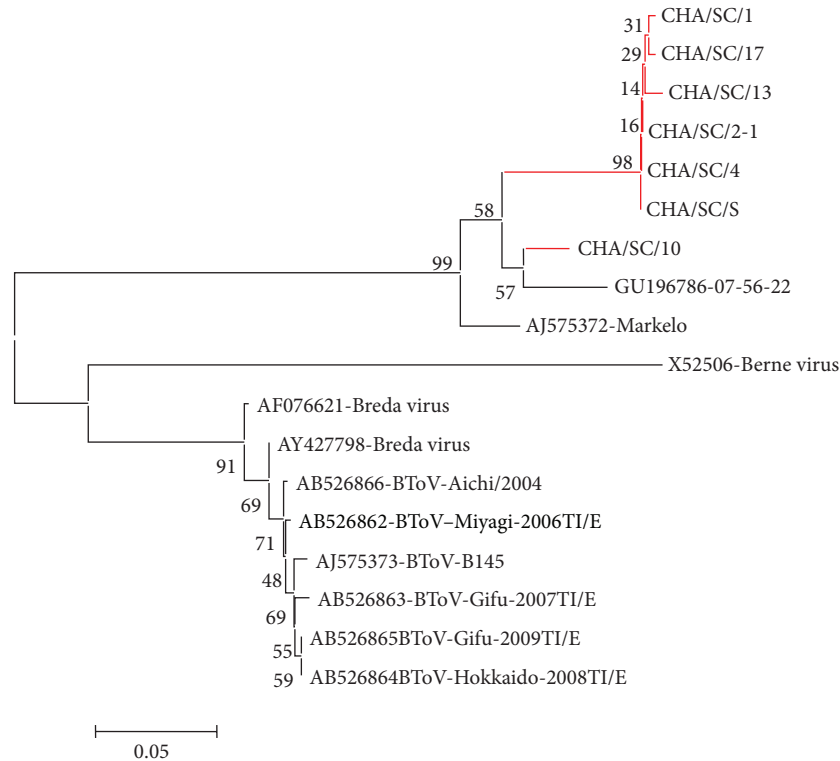 31
CHA/SC/1
29
CHA/SC/17
14
CHA/SC/13
16
CHA/SC/2-1
98
CHA/SC/4
CHA/SC/S
58
CHA/SC/10
99
57
GU196786-07-56-22
AJ575372-Markelo
X52506-Berne virus
AF076621-Breda virus
91
AY427798-Breda virus
69
AB526866-BToV-Aichi/2004
71
AB526862-BToV–Miyagi-2006TI/E
48
AJ575373-BToV-B145
69
AB526863-BToV-Gifu-2007TI/E
55
AB526865BToV-Gifu-2009TI/E
59
AB526864BToV-Hokkaido-2008TI/E
0.05